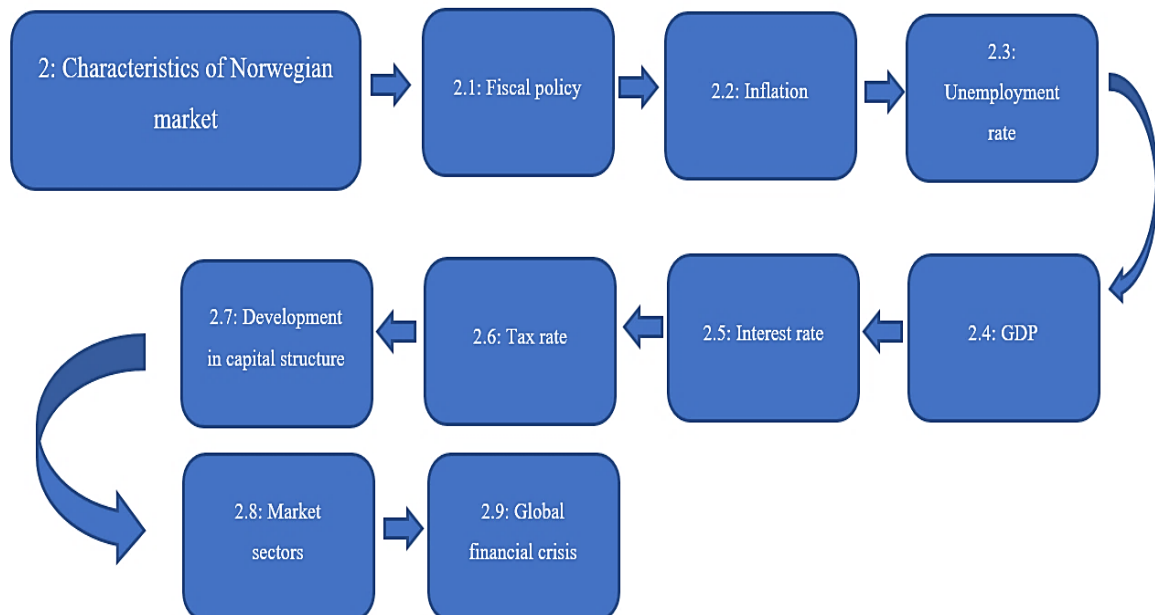 2: Characteristics of Norwegian
market
2.1: Fiscal policy
2.2: Inflation
2.3:
Unemployment
rate
2.4: GDP
2.5: Interest rate
2.6: Tax rate
2.7: Development
in capital structure
2.8: Market
sectors
2.9: Global
financial crisis